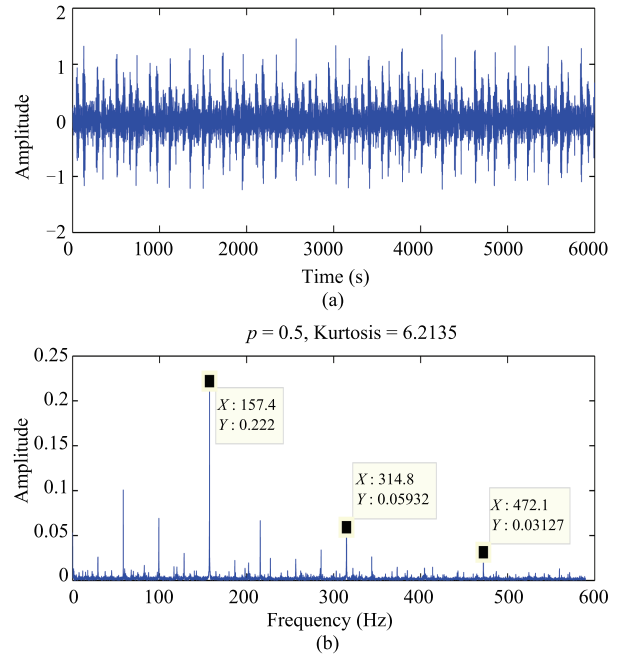 2
1
0
−1
−2
Amplitude
0 1000 2000 3000 4000 5000 6000
Time (s)
(a)
p = 0.5, Kurtosis = 6.2135
0.25
0.2
0.15
0.1
0.05
0
Amplitude
X : 157.4
Y : 0.222
X : 314.8
Y : 0.05932
X : 472.1
Y : 0.03127
0 100 200 300 400 500 600
Frequency (Hz)
(b)